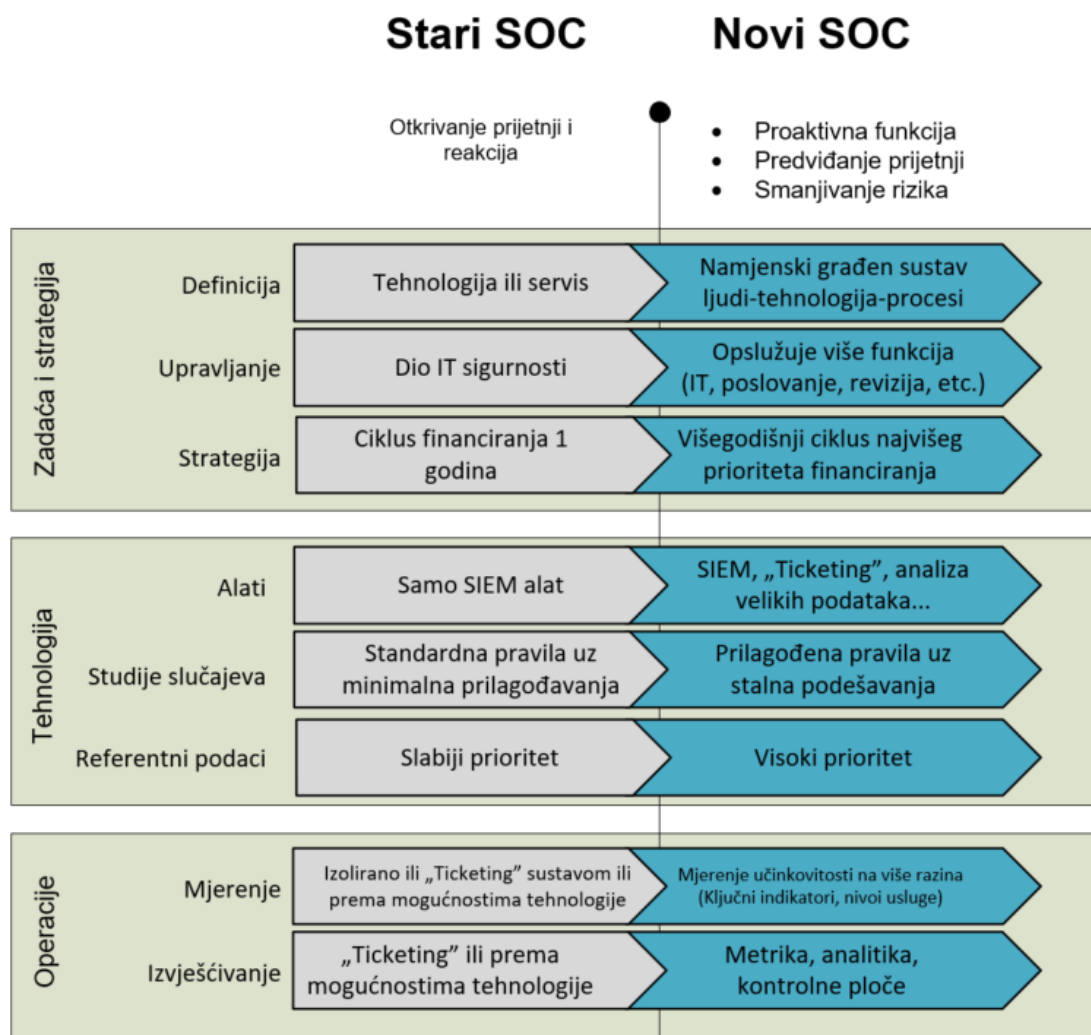 Stari SOC
Novi SOC
Otkrivanje prijetnji i
reakcija
• Proaktivna funkcija
• Predviđanje prijetnji
• Smanjivanje rizika
Zadaća i strategija
Definicija
Tehnologija ili servis
Namjenski građen sustav
ljudi-tehnologija-procesi
Upravljanje
Dio IT sigurnosti
Opslužuje više funkcija
(IT, poslovanje, revizija, etc.)
Strategija
Ciklus financiranja 1
godina
Višegodišnji ciklus najvišeg
prioriteta financiranja
Tehnologija
Alati
Samo SIEM alat
SIEM, „Ticketing”, analiza
velikih podataka...
Studije slučajeva
Standardna pravila uz
minimalna prilagođavanja
Prilagođena pravila uz
stalna podešavanja
Referentni podaci
Slabiji prioritet
Visoki prioritet
Operacije
Mjerenje
Izolirano ili „Ticketing” sustavom ili
prema mogućnostima tehnologije
Mjerenje učinkovitosti na više razina
(Ključni indikatori, nivoi usluge)
Izvješćivanje
„Ticketing” ili prema
mogućnostima tehnologije
Metrika, analitika,
kontrolne ploče